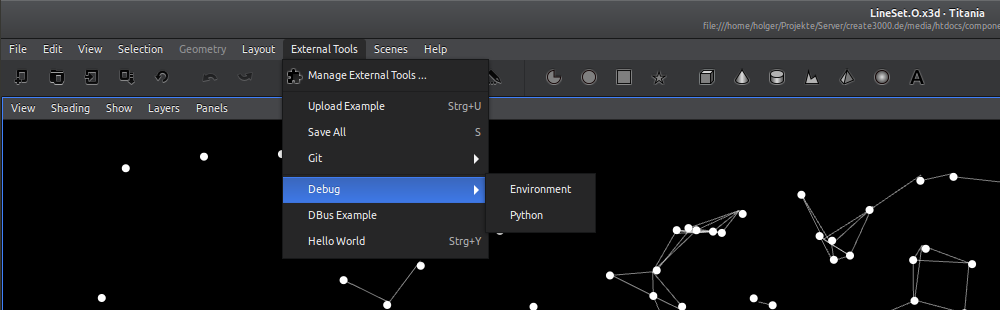 LineSet.O.x3d - Titania
file:///home/holger/Projekte/Server/create3000.de/media/htdocs/compone
File Edit View Selection Geometry Layout External Tools Scenes Help
Manage External Tools ...
View Shading Show Layers Panels
Upload Example Strg+U
Save All S
Git
Debug
Environment
DBus Example
Python
Hello World Strg+Y